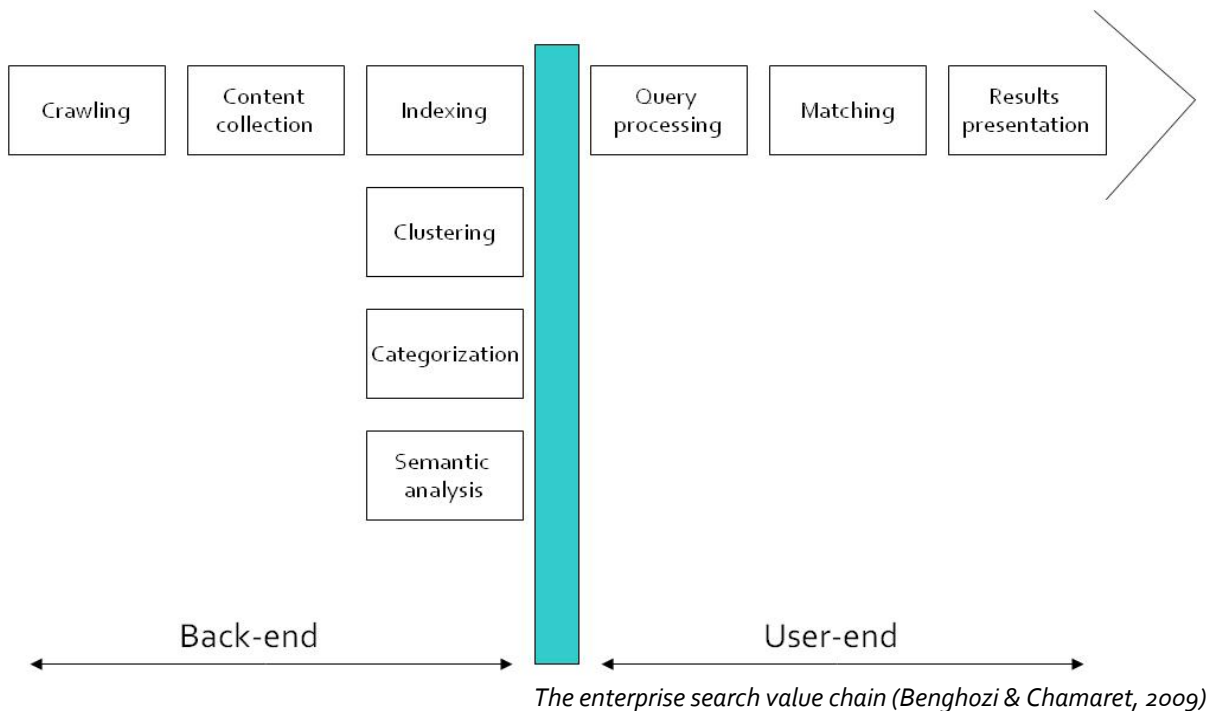 Crawling
Content
collection
Indexing
Query
processing
Matching
Results
presentation
Clustering
Categorization
Semantic
analysis
Back-end
User-end
The enterprise search value chain (Benghozi & Chamaret, 2009)